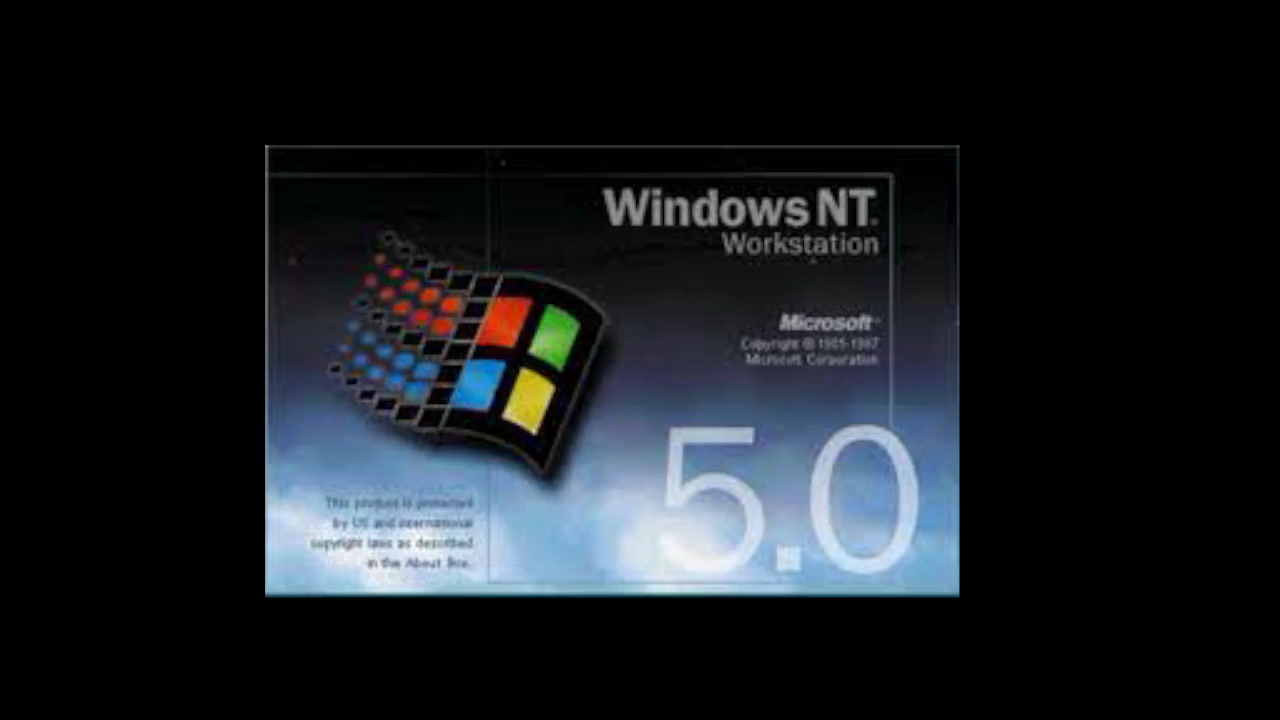 Windows NT
Workstation
Microsoft
Copyright © 1985-1997
Microsoft Corporation
5.0
This product is protected
by US and international
copyright laws as described
in the About Box.